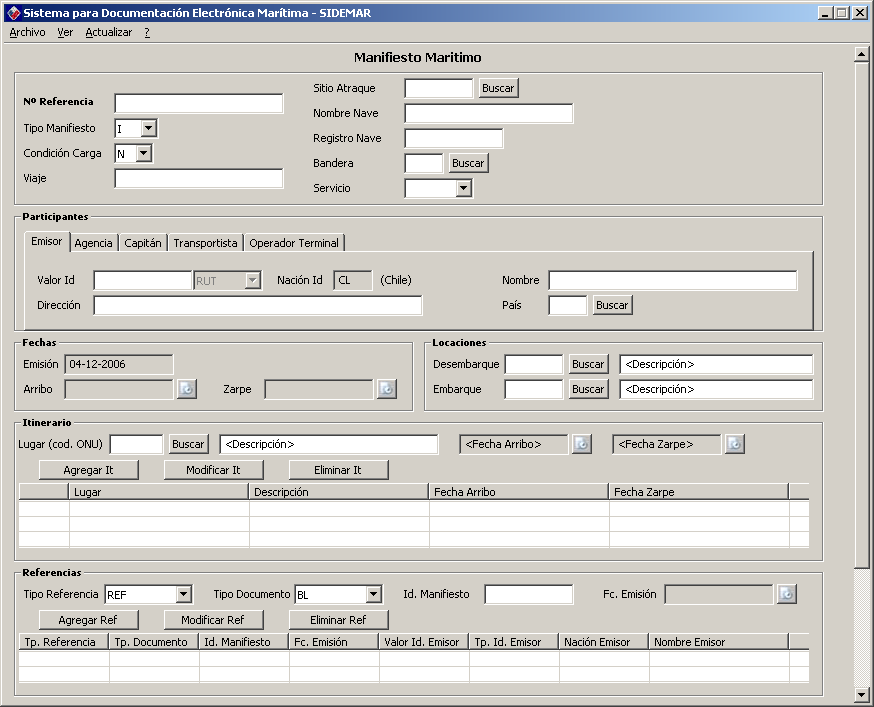 Sistema para Documentación Electrónica Marítima - SIDEMAR
Archivo Ver Actualizar ?
Manifiesto Maritimo
Nº Referencia
Tipo Manifiesto I
Condición Carga N
Viaje
Sitio Atraque Buscar
Nombre Nave
Registro Nave
Bandera Buscar
Servicio
Participantes
Emisor Agencia Capitán Transportista Operador Terminal
Valor Id RUT Nación Id CL (Chile) Nombre
Dirección País Buscar
Fechas
Emisión 04-12-2006
Arribo Zarpe
Locaciones
Desembarque Buscar <Descripción>
Embarque Buscar <Descripción>
Itinerario
Lugar (cod. ONU) Buscar <Descripción> <Fecha Arribo> <Fecha Zarpe>
Agregar It Modificar It Eliminar It
Lugar Descripción Fecha Arribo Fecha Zarpe
Referencias
Tipo Referencia REF Tipo Documento BL Id. Manifiesto Fc. Emisión
Agregar Ref Modificar Ref Eliminar Ref
Tp. Referencia Tp. Documento Id. Manifiesto Fc. Emisión Valor Id. Emisor Tp. Id. Emisor Nación Emisor Nombre Emisor